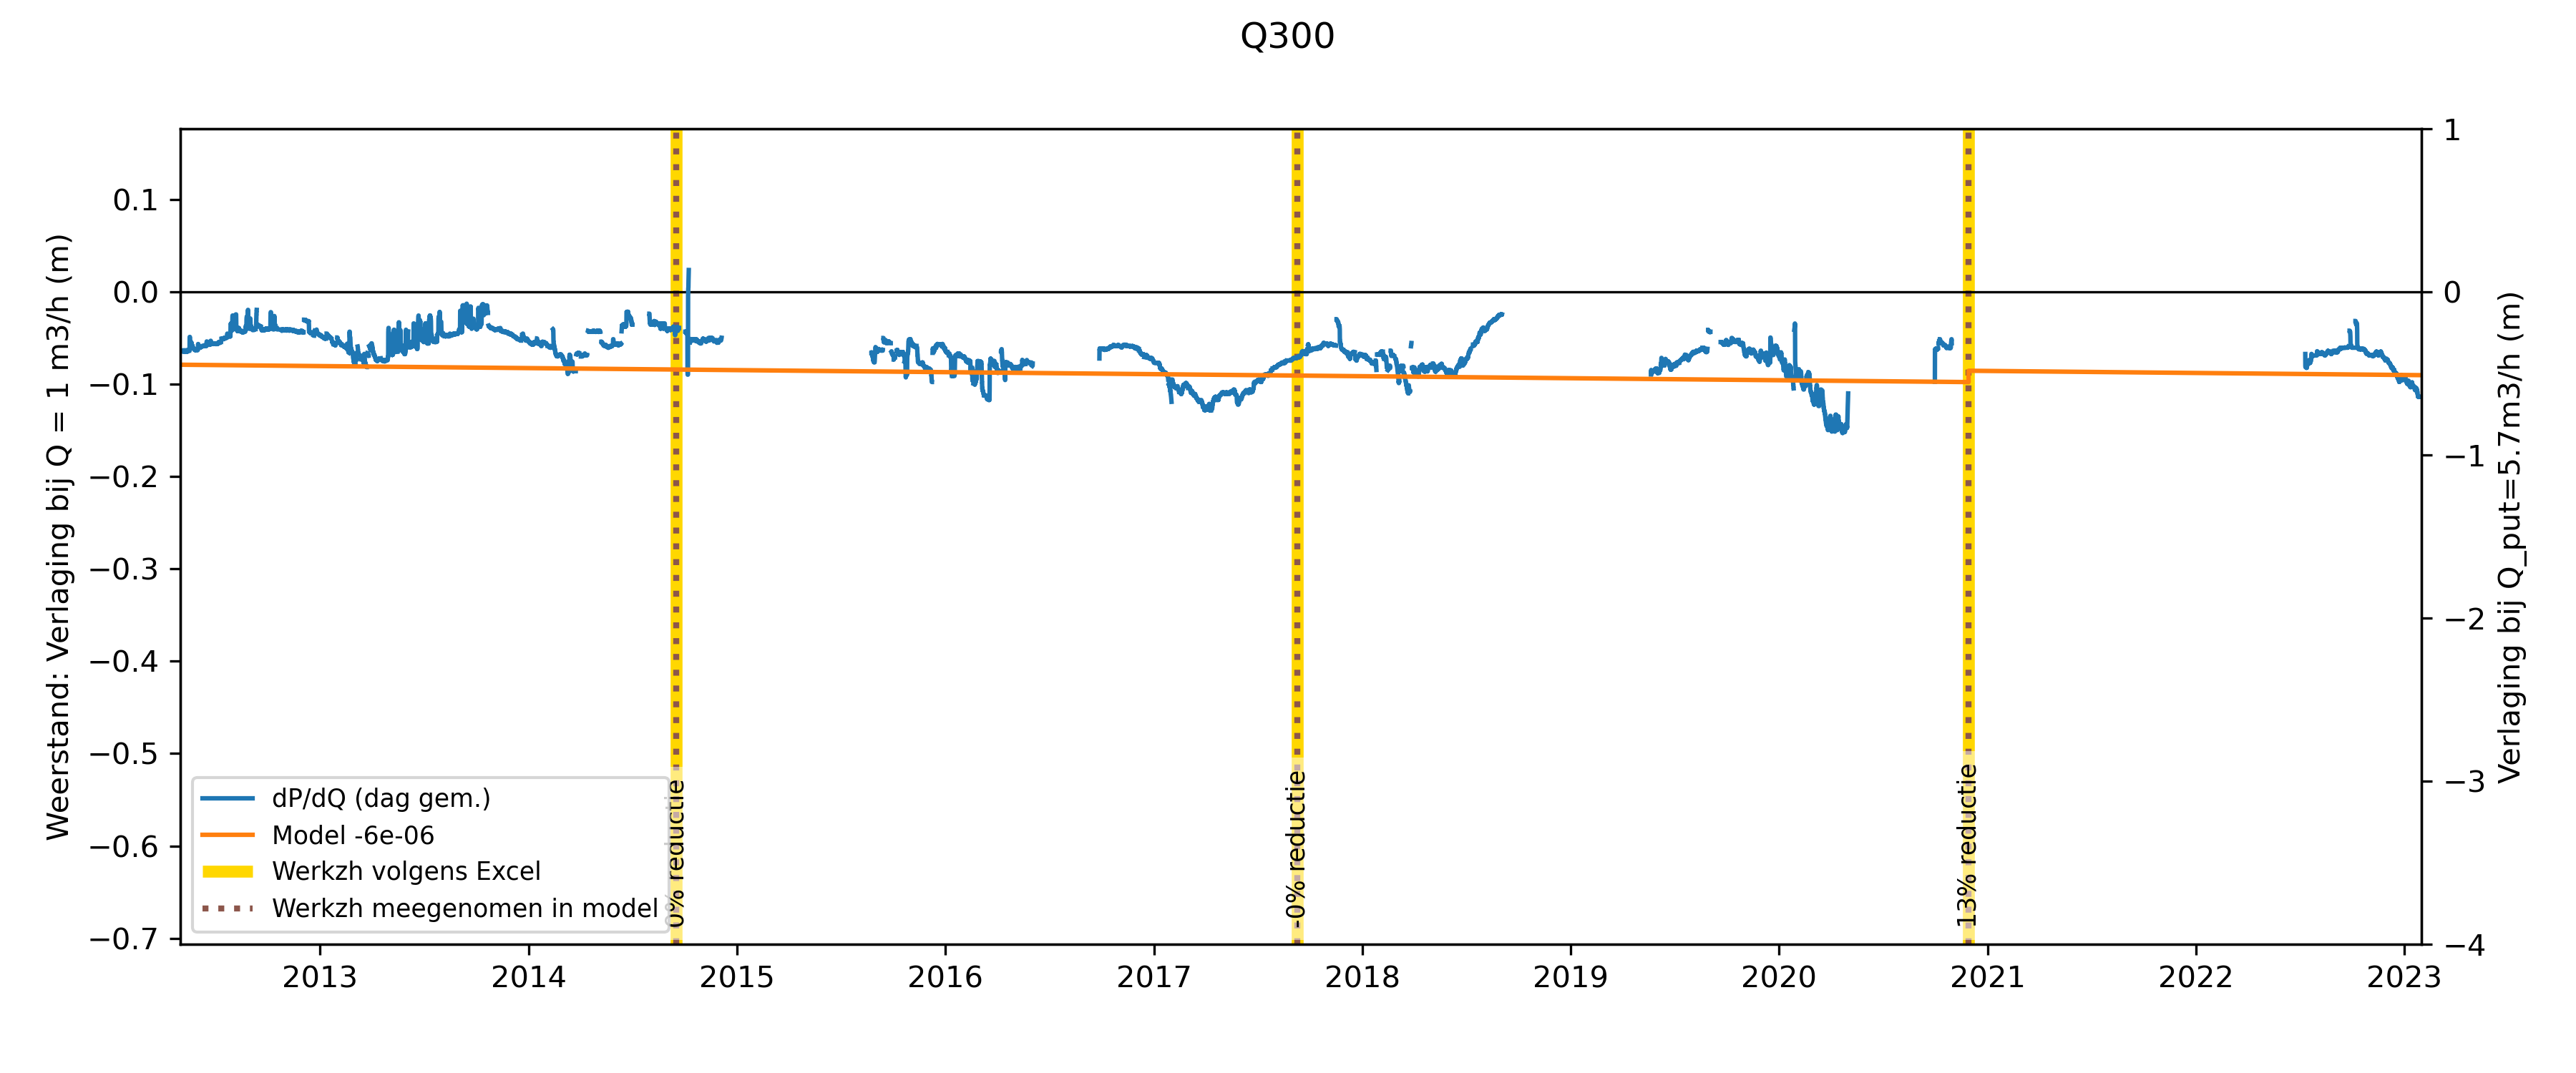 Q300
Weerstand: Verlaging bij Q = 1 m3/h (m)
0.1
0.0
−0.1
−0.2
−0.3
−0.4
−0.5
−0.6
−0.7
dP/dQ (dag gem.)
Model -6e-06
Werkzh volgens Excel
Werkzh meegenomen in model
0% reductie
-0% reductie
13% reductie
1
0
−1
−2
−3
−4
Verlaging bij Q_put=5.7m3/h (m)
2013 2014 2015 2016 2017 2018 2019 2020 2021 2022 2023